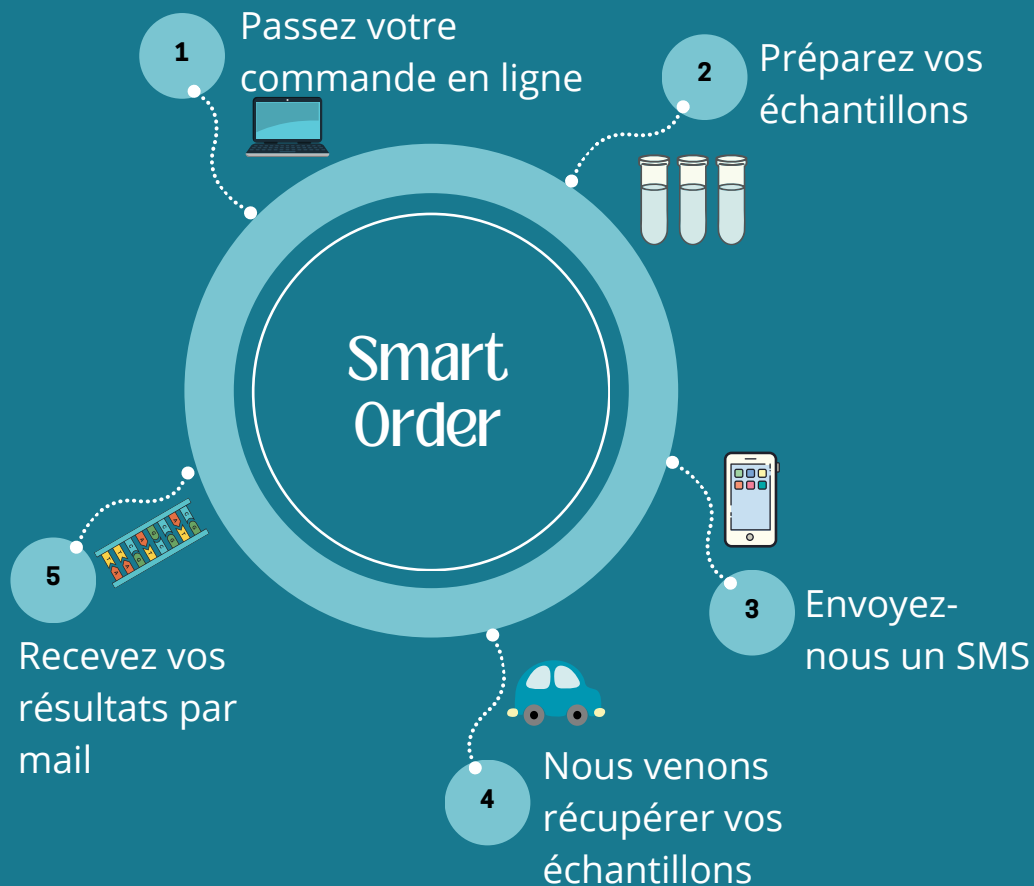 1
Passez votre
commande en ligne
2
Préparez vos
échantillons
Smart
Order
3
Envoyez-
nous un SMS
4
Nous venons
récupérer vos
échantillons
5
Recevez vos
résultats par
mail